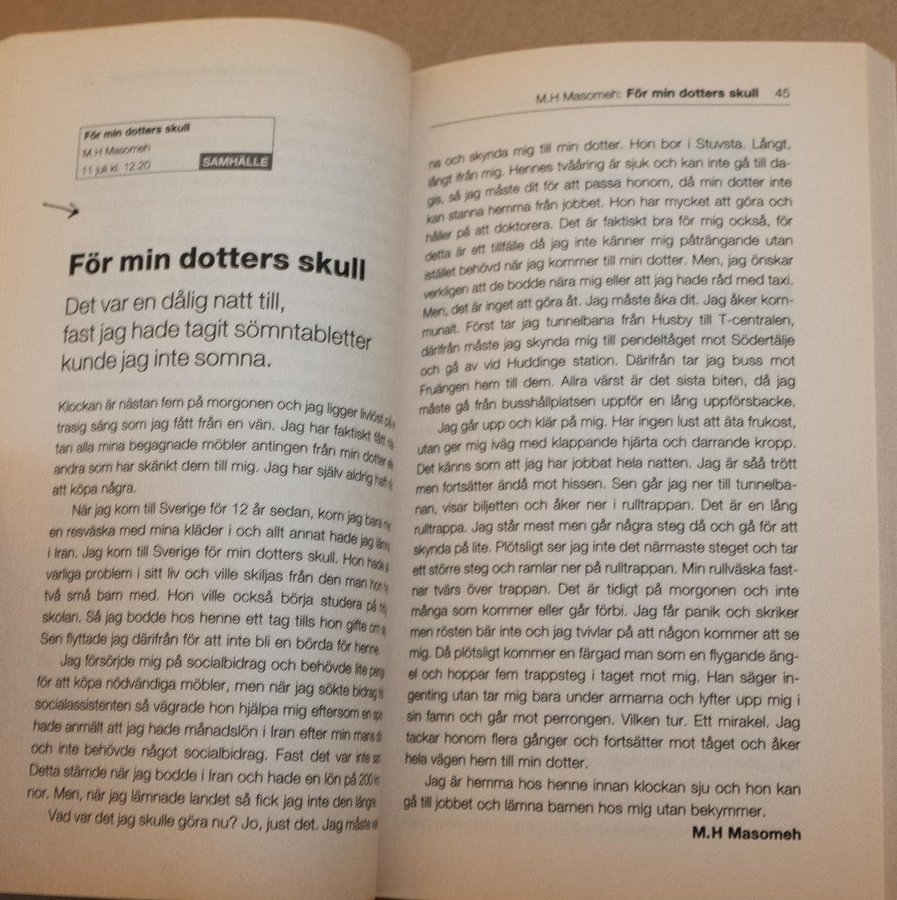 För min dotters skull
M.H Masomeh
11 juli kl. 12.20
SAMHÄLLE
För min dotters skull
Det var en dålig natt till,
fast jag hade tagit sömntabletter
kunde jag inte somna.
Klockan är nästan fem på morgonen och jag ligger livlöst på
trasig säng som jag fått från en vän. Jag har faktiskt fått
tan alla mina begagnade möbler antingen från min dotter
andra som har skänkt dem till mig. Jag har själv aldrig haft
att köpa några.
När jag kom till Sverige för 12 år sedan, kom jag bara
en resväska med mina kläder i och allt annat hade jag
i Iran. Jag kom till Sverige för min dotters skull. Hon hade
varliga problem i sitt liv och ville skiljas från den man hon
två små barn med. Hon ville också börja studera på
skolan. Så jag bodde hos henne ett tag tills hon gifte om
Sen flyttade jag därifrån för att inte bli en börda för henne.
Jag försörjde mig på socialbidrag och behövde lite
för att köpa nödvändiga möbler, men när jag sökte bidrag
socialassistenten så vägrade hon hjälpa mig eftersom en
hade anmält att jag hade månadslön i Iran efter min mans
och inte behövde något socialbidrag. Fast det var inte
Detta stämde när jag bodde i Iran och hade en lön på 200
nor. Men, när jag lämnade landet så fick jag inte den
Vad var det jag skulle göra nu? Jo, just det. Jag måste
M.H Masomeh: För min dotters skull 45
na och skynda mig till min dotter. Hon bor i Stuvsta. Långt,
långt ifrån mig. Hennes tvååring är sjuk och kan inte gå till da-
gis, så jag måste dit för att passa honom, då min dotter inte
kan stanna hemma från jobbet. Hon har mycket att göra och
håller på att doktorera. Det är faktiskt bra för mig också, för
detta är ett tillfälle då jag inte känner mig påträngande utan
istället behövd när jag kommer till min dotter. Men, jag önskar
verkligen att de bodde nära mig eller att jag hade råd med taxi.
Men, det är inget att göra åt. Jag måste åka dit. Jag åker kom-
munalt. Först tar jag tunnelbana från Husby till T-centralen,
därifrån måste jag skynda mig till pendeltåget mot Södertälje
och gå av vid Huddinge station. Därifrån tar jag buss mot
Fruängen hem till dem. Allra värst är det sista biten, då jag
måste gå från busshållplatsen uppför en lång uppförsbacke.
Jag går upp och klär på mig. Har ingen lust att äta frukost,
utan ger mig iväg med klappande hjärta och darrande kropp.
Det känns som att jag har jobbat hela natten. Jag är såå trött
men fortsätter ändå mot hissen. Sen går jag ner till tunnelba-
nan, visar biljetten och åker ner i rulltrappan. Det är en lång
rulltrappa. Jag står mest men går några steg då och gå för att
skynda på lite. Plötsligt ser jag inte det närmaste steget och tar
ett större steg och ramlar ner på rulltrappan. Min rullväska fast-
nar tvärs över trappan. Det är tidigt på morgonen och inte
många som kommer eller går förbi. Jag får panik och skriker
men rösten bär inte och jag tvivlar på att någon kommer att se
mig. Då plötsligt kommer en färgad man som en flygande äng-
el och hoppar fem trappsteg i taget mot mig. Han säger in-
genting utan tar mig bara under armarna och lyfter upp mig i
sin famn och går mot perrongen. Vilken tur. Ett mirakel. Jag
tackar honom flera gånger och fortsätter mot tåget och åker
hela vägen hem till min dotter.
Jag är hemma hos henne innan klockan sju och hon kan
gå till jobbet och lämna barnen hos mig utan bekymmer.
M.H Masomeh